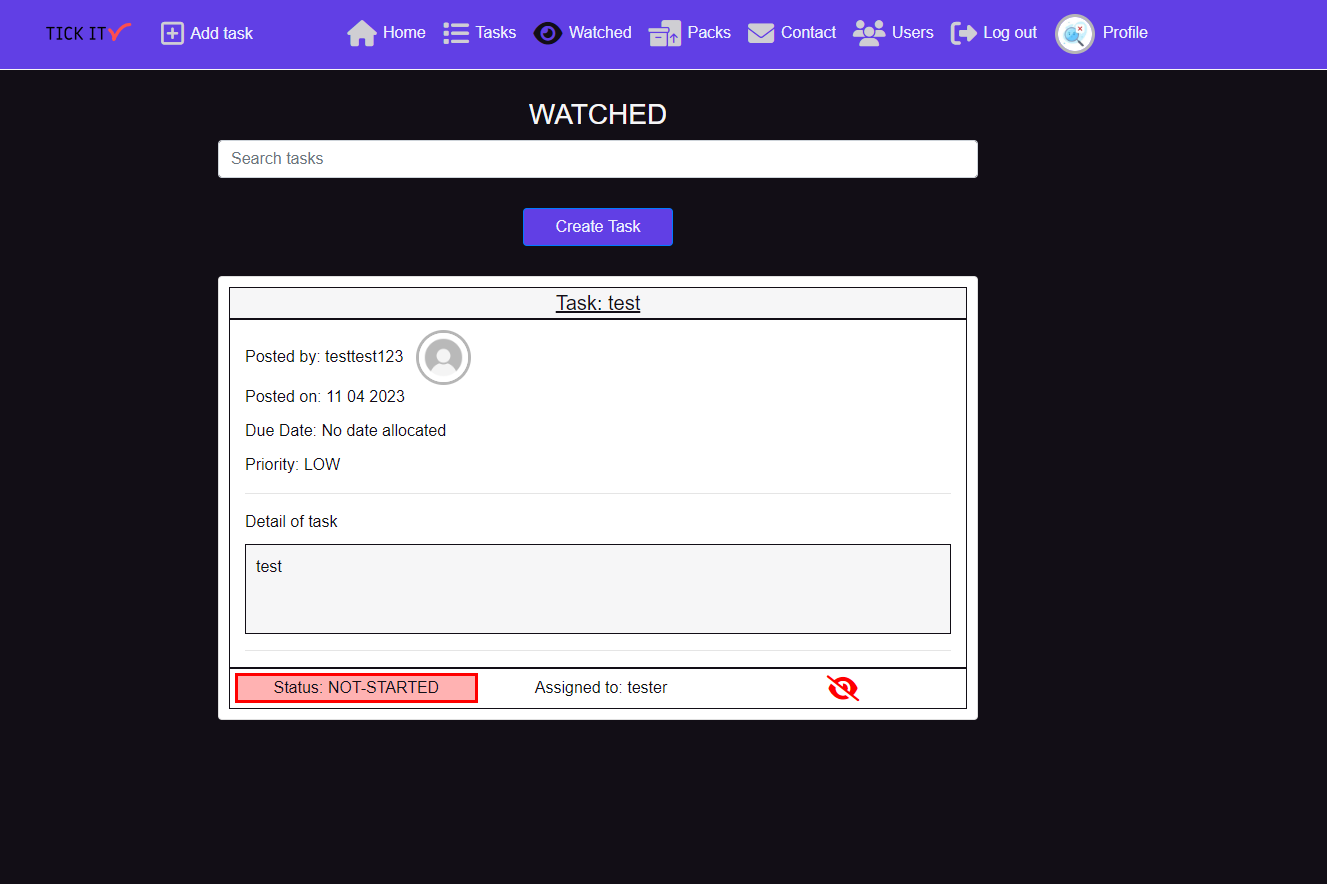 TICK IT Add task Home Tasks Watched Packs Contact Users Log out Profile
WATCHED
Search tasks
Create Task
Task: test
Posted by: testtest123
Posted on: 11 04 2023
Due Date: No date allocated
Priority: LOW
Detail of task
test
Status: NOT-STARTED Assigned to: tester